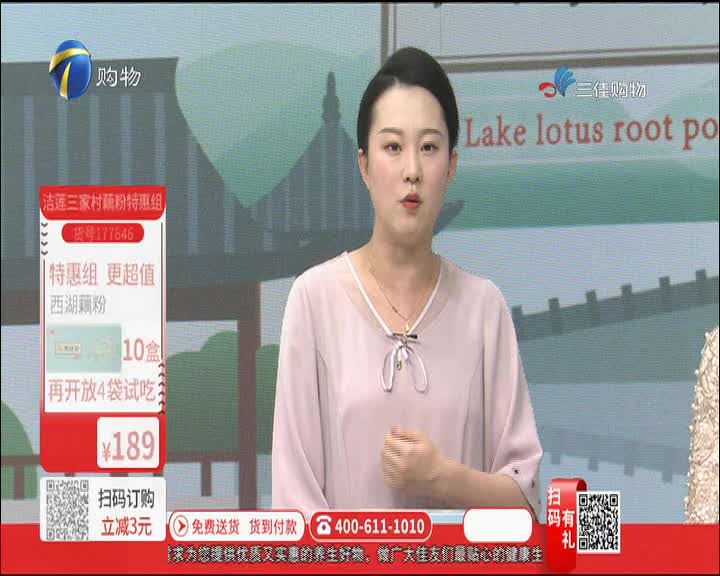 购物
三佳购物
Lake lotus root po
洁莲三家村藕粉特惠组
货号177646
特惠组 更超值
西湖藕粉
10盒
再开放4袋试吃
¥189
扫码订购
立减3元
免费送货 货到付款
400-611-1010
扫码有礼
求为您提供优质又实惠的养生好物,做广大佳友们最贴心的健康生